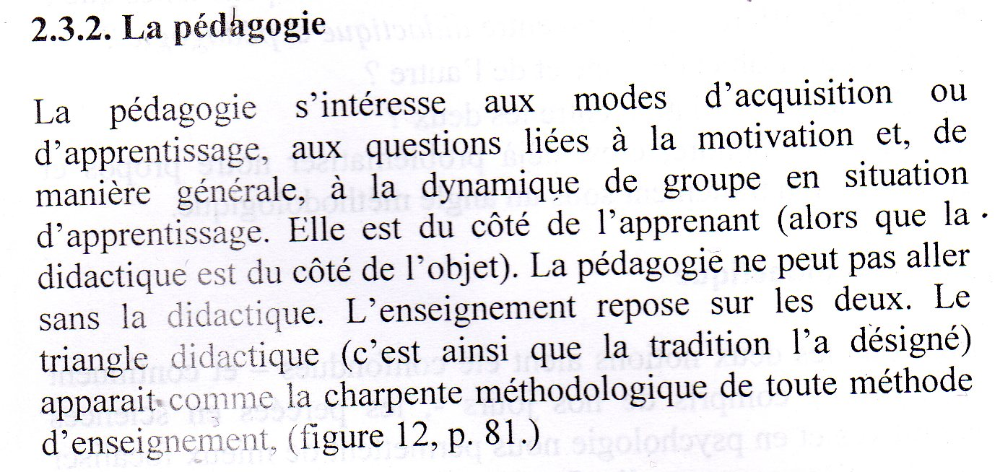 2.3.2. La pédagogie
La pédagogie s’intéresse aux modes d’acquisition ou
d’apprentissage, aux questions liées à la motivation et, de
manière générale, à la dynamique de groupe en situation
d’apprentissage. Elle est du côté de l’apprenant (alors que la
didactique est du côté de l’objet). La pédagogie ne peut pas aller
sans la didactique. L’enseignement repose sur les deux. Le
triangle didactique (c’est ainsi que la tradition l’a désigné)
apparait comme la charpente méthodologique de toute méthode
d’enseignement, (figure 12, p. 81.)